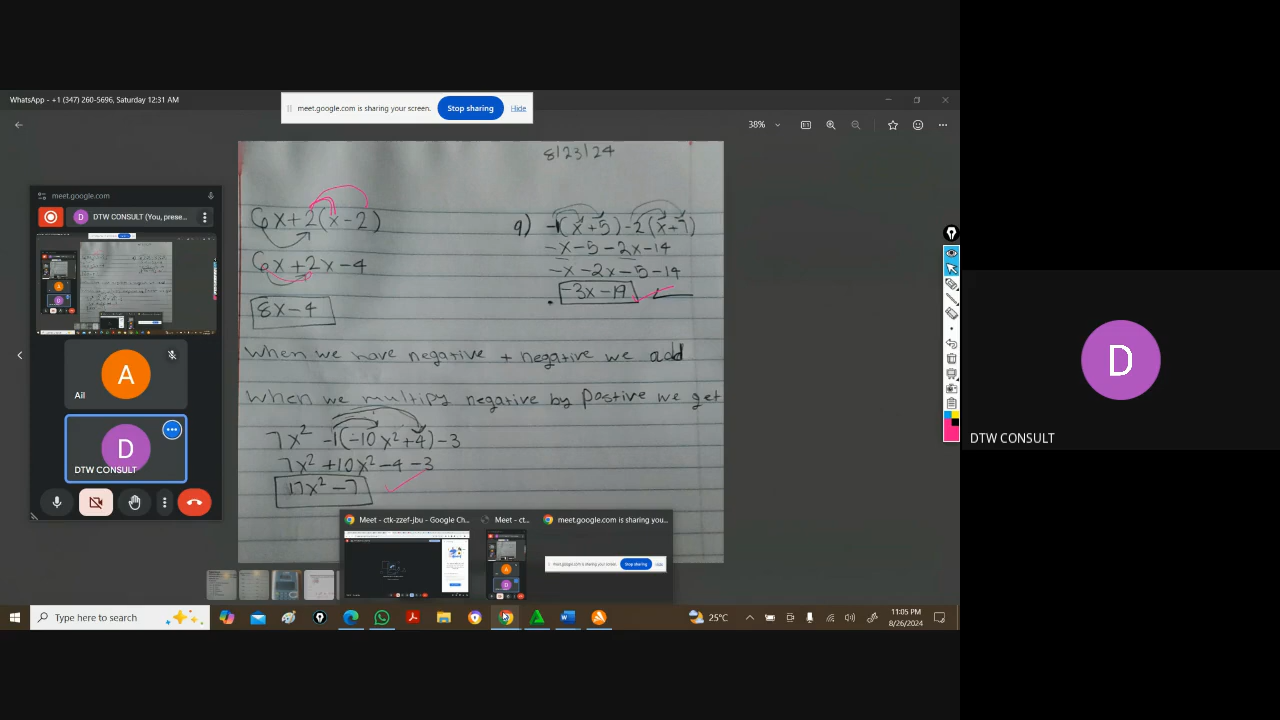 WhatsApp - +1 (347) 260-5696, Saturday 12:31 AM
meet.google.com is sharing your screen.
Stop sharing
Hide
38%
meet.google.com
DTW CONSULT (You, prese...
A
Ail
D
DTW CONSULT
8/23/24
6x+2(x-2)
6x+2x-4
8x-4
9) -1(x+5)-2(x+7)
-x-5-2x-14
-x-2x-5-14
-3x-19
When we have negative + negative we add
When we multipy negative by postive we get
7x² -1(-10x²+4)-3
7x² +10x² -4 -3
17x² -7
Meet - ctk-zzef-jbu - Google Ch...
Meet - ct...
meet.google.com is sharing you...
Type here to search
25°C
11:05 PM
8/26/2024
D
DTW CONSULT